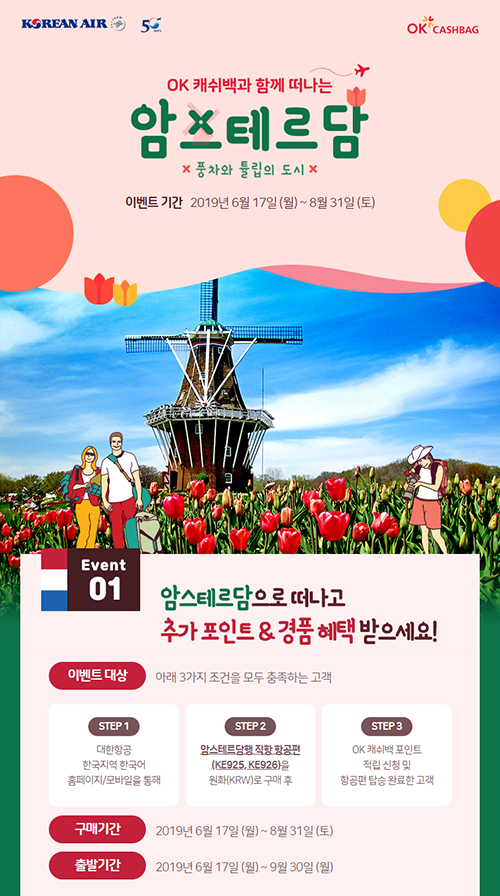 KOREAN AIR
50
OK CASHBAG
OK 캐쉬백과 함께 떠나는
암스테르담
풍차와 튤립의 도시
이벤트 기간 2019년 6월 17일 (월) ~ 8월 31일 (토)
Event
01
암스테르담으로 떠나고
추가 포인트 & 경품 혜택 받으세요!
이벤트 대상 아래 3가지 조건을 모두 충족하는 고객
STEP 1
대한항공
한국지역 한국어
홈페이지/모바일을 통해
STEP 2
암스테르담행 직항 항공편
(KE925, KE926)을
원화(KRW)로 구매 후
STEP 3
OK 캐쉬백 포인트
적립 신청 및
항공편 탑승 완료한 고객
구매기간 2019년 6월 17일 (월) ~ 8월 31일 (토)
출발기간 2019년 6월 17일 (월) ~ 9월 30일 (월)